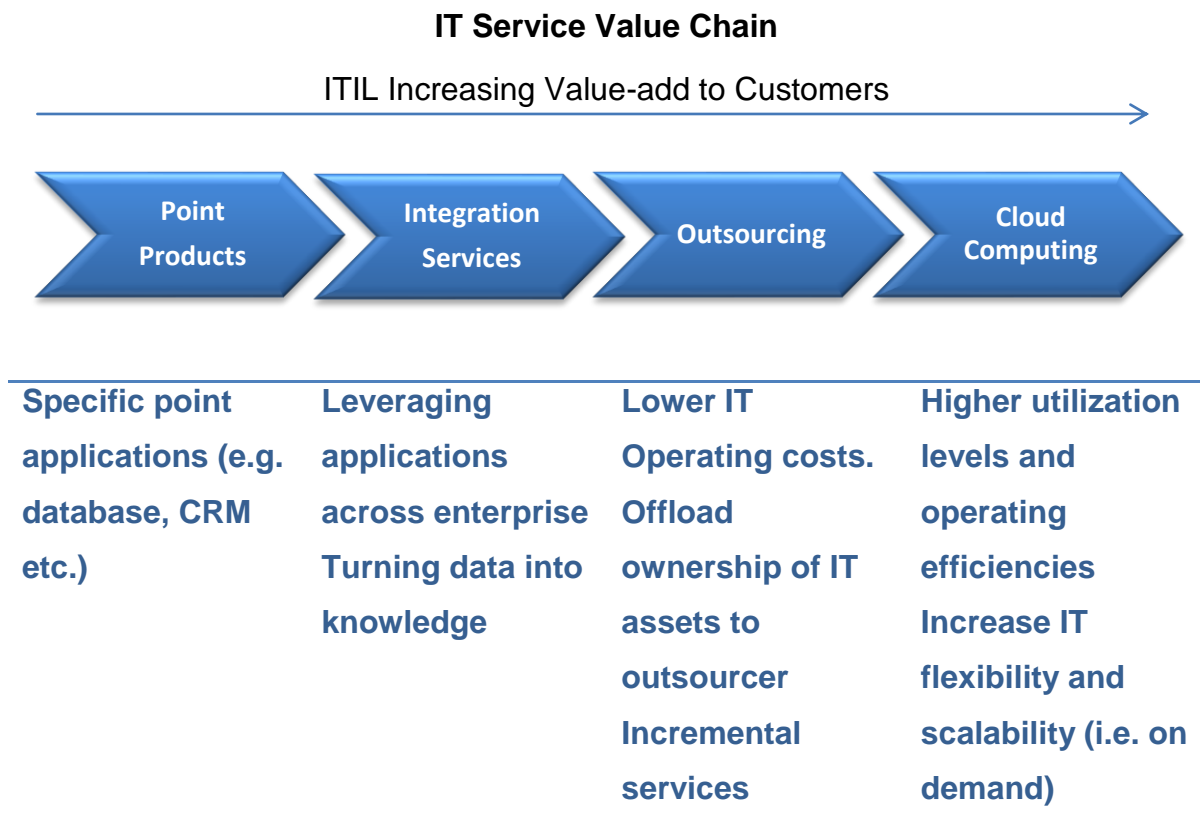 IT Service Value Chain
ITIL Increasing Value-add to Customers
Point
Products
Integration
Services
Outsourcing
Cloud
Computing
Specific point
applications (e.g.
database, CRM
etc.)
Leveraging
applications
across enterprise
Turning data into
knowledge
Lower IT
Operating costs.
Offload
ownership of IT
assets to
outsourcer
Incremental
services
Higher utilization
levels and
operating
efficiencies
Increase IT
flexibility and
scalability (i.e. on
demand)